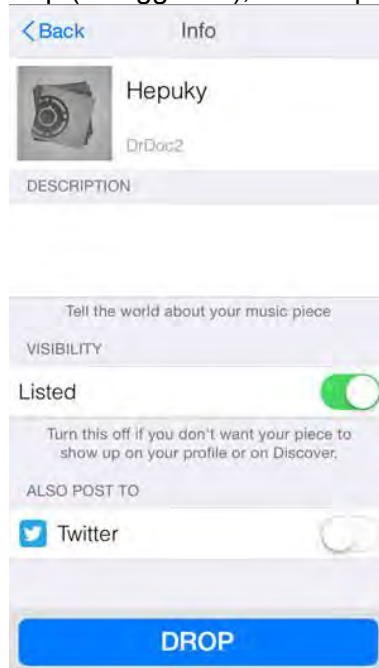 Back
Info
Hepuky
DrDoc2
DESCRIPTION
Tell the world about your music piece
VISIBILITY
Listed
Turn this off if you don't want your piece to
show up on your profile or on Discover.
ALSO POST TO
Twitter
DROP